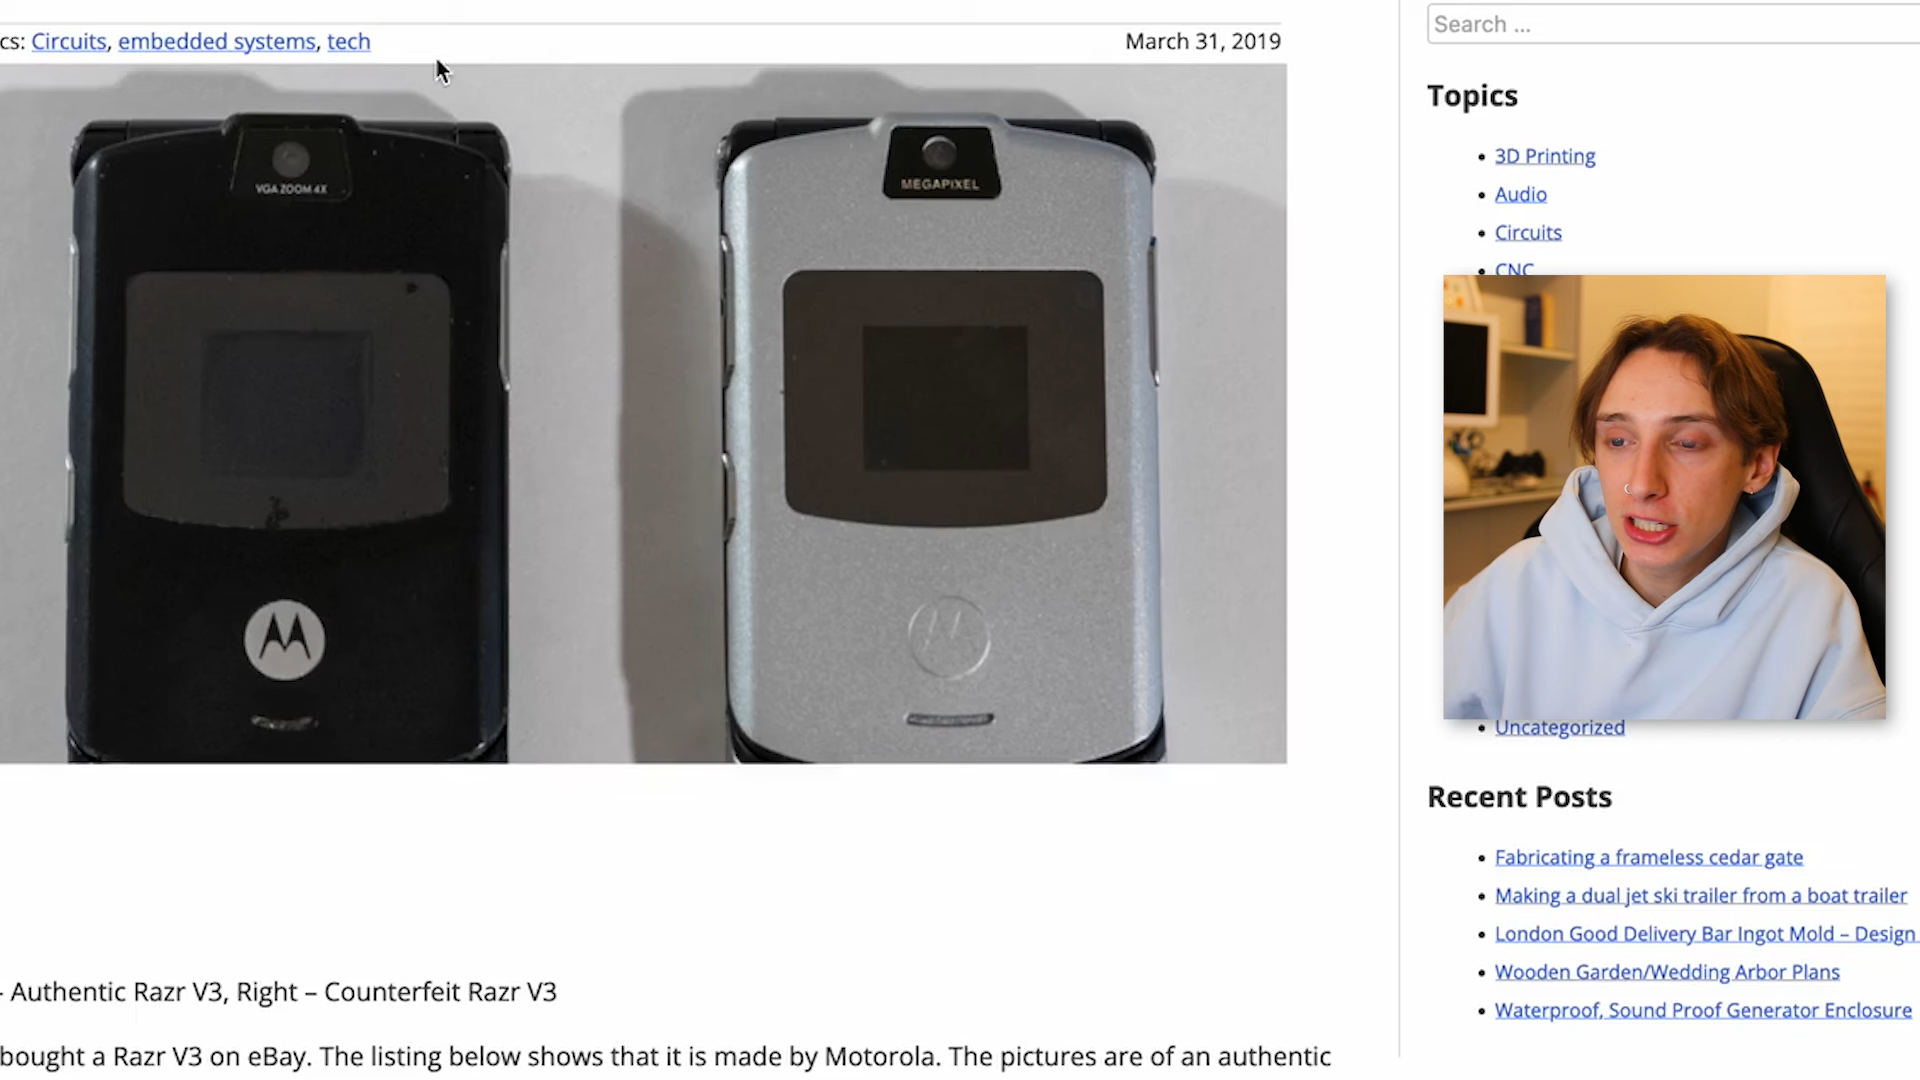 cs: Circuits, embedded systems, tech
March 31, 2019
VGA ZOOM 4X
MEGAPIXEL
- Authentic Razr V3, Right – Counterfeit Razr V3
bought a Razr V3 on eBay. The listing below shows that it is made by Motorola. The pictures are of an authentic
Search ...
Topics
3D Printing
Audio
Circuits
CNC
Uncategorized
Recent Posts
Fabricating a frameless cedar gate
Making a dual jet ski trailer from a boat trailer
London Good Delivery Bar Ingot Mold – Design
Wooden Garden/Wedding Arbor Plans
Waterproof, Sound Proof Generator Enclosure